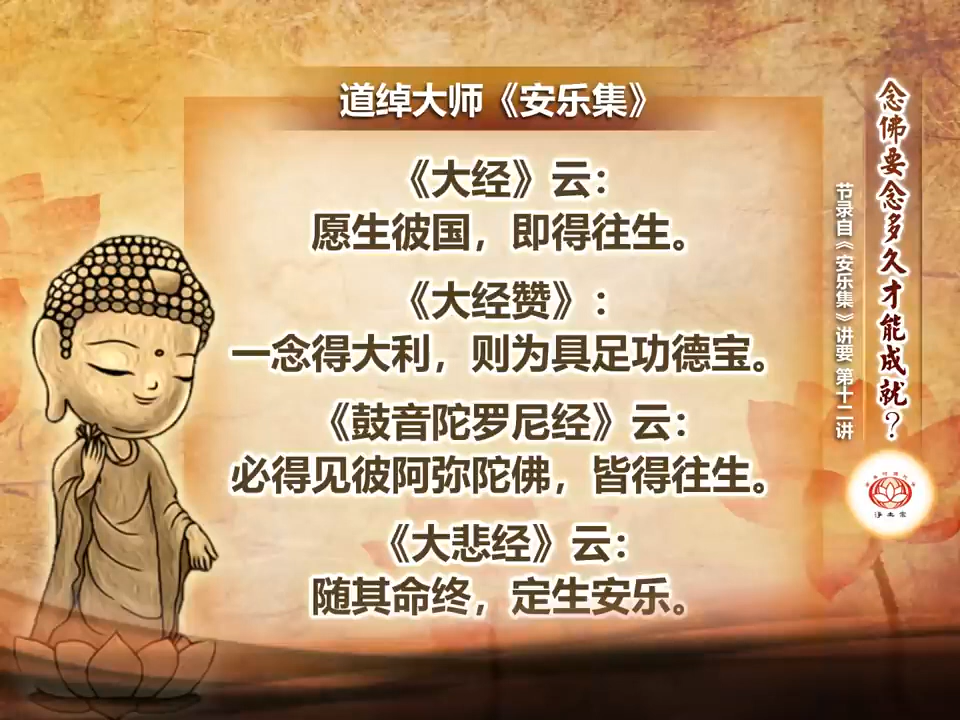 道绰大师《安乐集》
《大经》云：
愿生彼国，即得往生。
《大经赞》：
一念得大利，则为具足功德宝。
《鼓音陀罗尼经》云：
必得见彼阿弥陀佛，皆得往生。
《大悲经》云：
随其命终，定生安乐。
念佛要念多久才能成就？
节录自《安乐集》讲要 第十二讲
净土宗